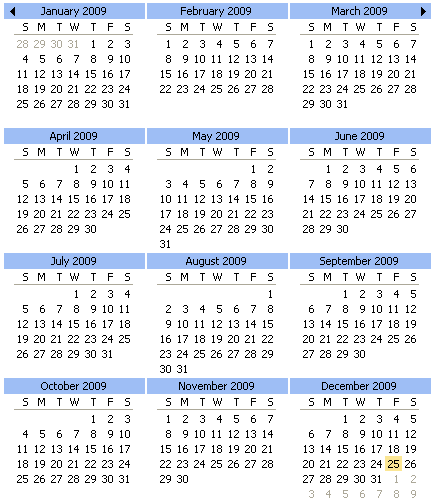 January 2009
S M T W T F S
28 29 30 31 1 2 3
4 5 6 7 8 9 10
11 12 13 14 15 16 17
18 19 20 21 22 23 24
25 26 27 28 29 30 31
February 2009
S M T W T F S
1 2 3 4 5 6 7
8 9 10 11 12 13 14
15 16 17 18 19 20 21
22 23 24 25 26 27 28
March 2009
S M T W T F S
1 2 3 4 5 6 7
8 9 10 11 12 13 14
15 16 17 18 19 20 21
22 23 24 25 26 27 28
29 30 31
April 2009
S M T W T F S
1 2 3 4
5 6 7 8 9 10 11
12 13 14 15 16 17 18
19 20 21 22 23 24 25
26 27 28 29 30
May 2009
S M T W T F S
1 2
3 4 5 6 7 8 9
10 11 12 13 14 15 16
17 18 19 20 21 22 23
24 25 26 27 28 29 30
31
June 2009
S M T W T F S
1 2 3 4 5 6
7 8 9 10 11 12 13
14 15 16 17 18 19 20
21 22 23 24 25 26 27
28 29 30
July 2009
S M T W T F S
1 2 3 4
5 6 7 8 9 10 11
12 13 14 15 16 17 18
19 20 21 22 23 24 25
26 27 28 29 30 31
August 2009
S M T W T F S
1
2 3 4 5 6 7 8
9 10 11 12 13 14 15
16 17 18 19 20 21 22
23 24 25 26 27 28 29
30 31
September 2009
S M T W T F S
1 2 3 4 5
6 7 8 9 10 11 12
13 14 15 16 17 18 19
20 21 22 23 24 25 26
27 28 29 30
October 2009
S M T W T F S
1 2 3
4 5 6 7 8 9 10
11 12 13 14 15 16 17
18 19 20 21 22 23 24
25 26 27 28 29 30 31
November 2009
S M T W T F S
1 2 3 4 5 6 7
8 9 10 11 12 13 14
15 16 17 18 19 20 21
22 23 24 25 26 27 28
29 30
December 2009
S M T W T F S
1 2 3 4 5
6 7 8 9 10 11 12
13 14 15 16 17 18 19
20 21 22 23 24 25 26
27 28 29 30 31 1 2
3 4 5 6 7 8 9